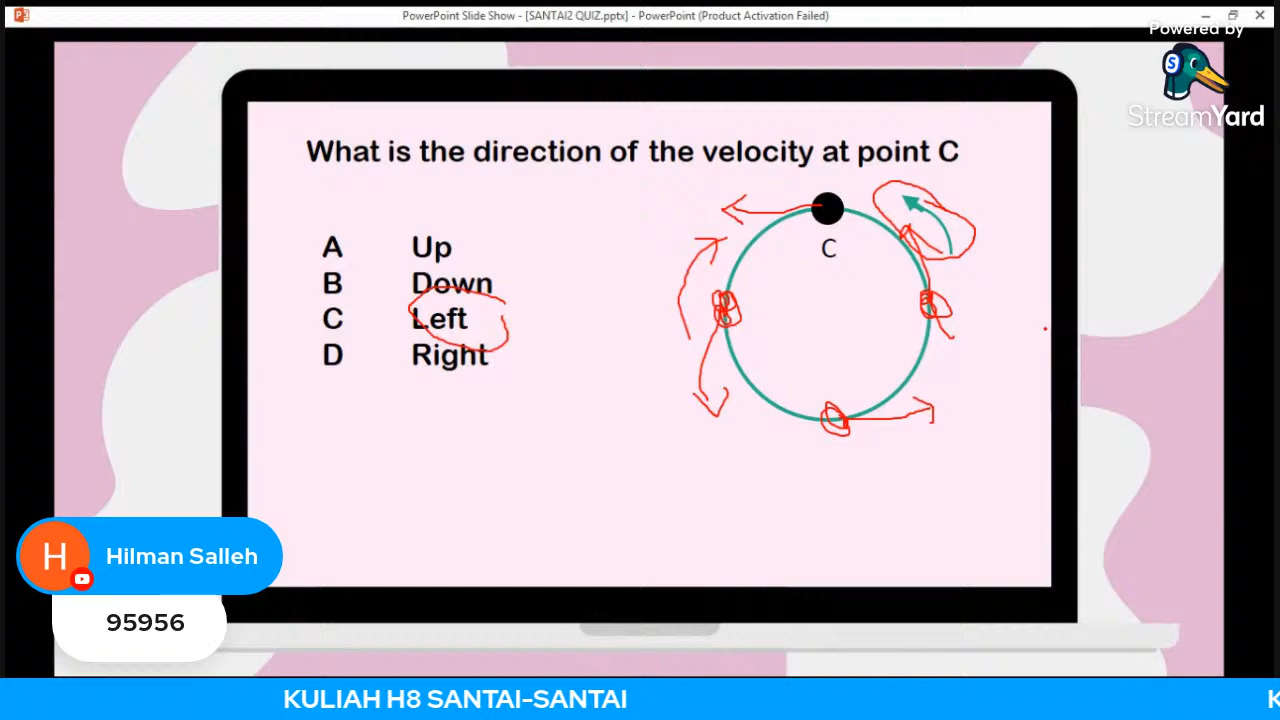 PowerPoint Slide Show - [SANTAI2 QUIZ.pptx] - PowerPoint (Product Activation Failed)
Powered by
StreamYard
What is the direction of the velocity at point C
A Up
B Down
C Left
D Right
C
H Hilman Salleh
95956
KULIAH H8 SANTAI-SANTAI
K